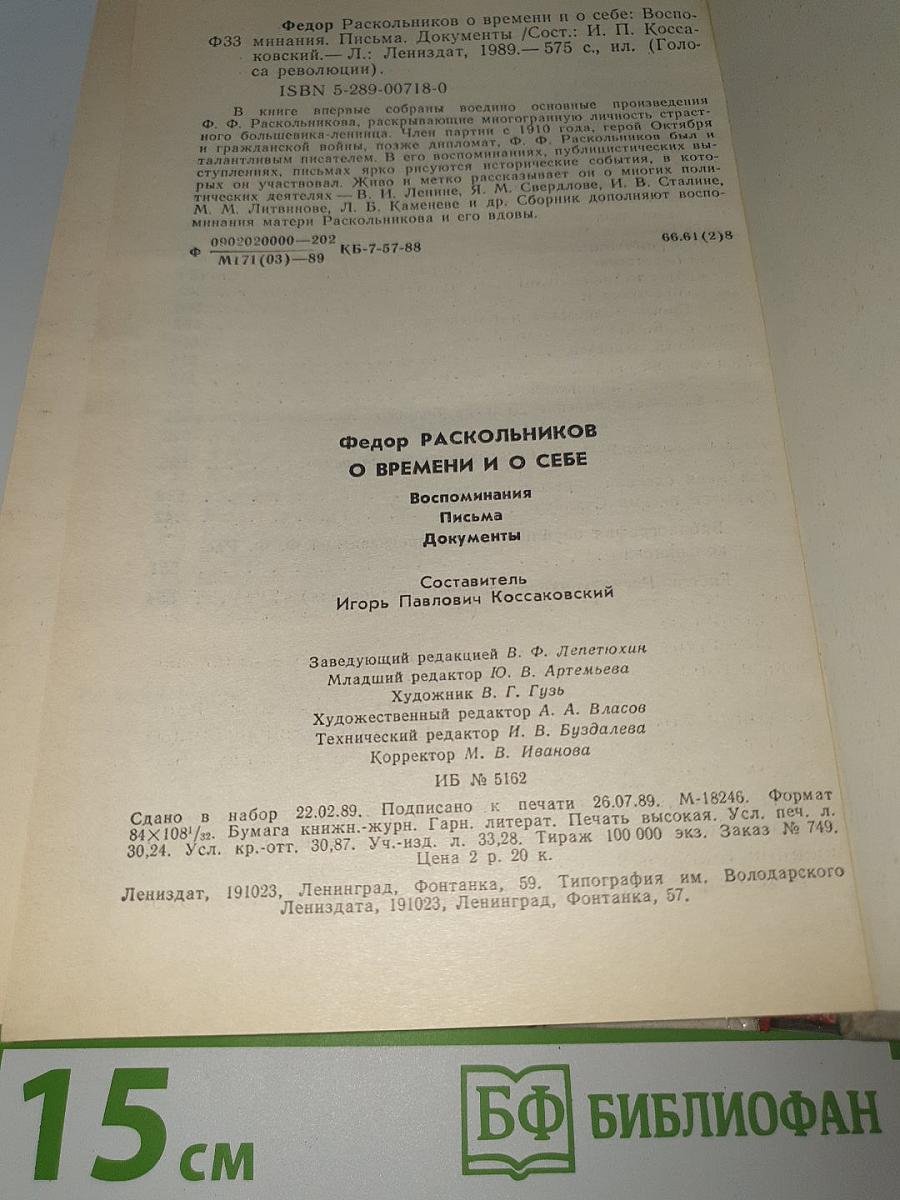 Федор Раскольников о времени и о себе: Воспо-
Ф33 минания. Письма. Документы /Сост.: И. П. Косса-
ковский.— Л.: Лениздат, 1989.— 575 с., ил. (Голо-
са революции).
ISBN 5-289-00718-0
В книге впервые собраны воедино основные произведения
Ф. Ф. Раскольникова, раскрывающие многогранную личность страст-
ного большевика-ленинца. Член партии с 1910 года, герой Октября
и гражданской войны, позже дипломат, Ф. Ф. Раскольников был и
талантливым писателем. В его воспоминаниях, публицистических вы-
ступлениях, письмах ярко рисуются исторические события, в кото-
рых он участвовал. Живо и метко рассказывает он о многих поли-
тических деятелях — В. И. Ленине, Я. М. Свердлове, И. В. Сталине,
М. М. Литвинове, Л. Б. Каменеве и др. Сборник дополняют воспо-
минания матери Раскольникова и его вдовы.
Ф 0902020000—202
М171(03)—89 КБ-7-57-88 66.61(2)8
Федор РАСКОЛЬНИКОВ
О ВРЕМЕНИ И О СЕБЕ
Воспоминания
Письма
Документы
Составитель
Игорь Павлович Коссаковский
Заведующий редакцией В. Ф. Лепетюхин
Младший редактор Ю. В. Артемьева
Художник В. Г. Гузь
Художественный редактор А. А. Власов
Технический редактор И. В. Буздалева
Корректор М. В. Иванова
ИБ № 5162
Сдано в набор 22.02.89. Подписано к печати 26.07.89. М-18246. Формат
84×108¹/₃₂. Бумага книжн.-журн. Гарн. литерат. Печать высокая. Усл. печ. л.
30,24. Усл. кр.-отт. 30,87. Уч.-изд. л. 33,28. Тираж 100 000 экз. Заказ № 749.
Цена 2 р. 20 к.
Лениздат, 191023, Ленинград, Фонтанка, 59. Типография им. Володарского
Лениздата, 191023, Ленинград, Фонтанка, 57.
15 см БФ БИБЛИОФАН